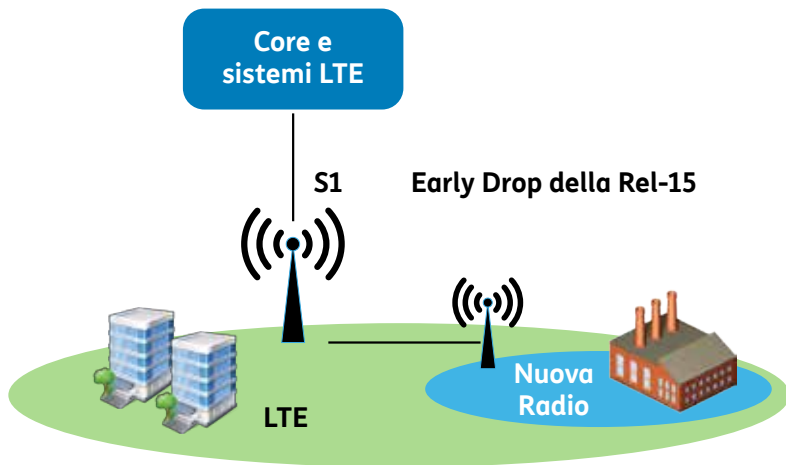 Core e
sistemi LTE
S1
Early Drop della Rel-15
Nuova
Radio
LTE